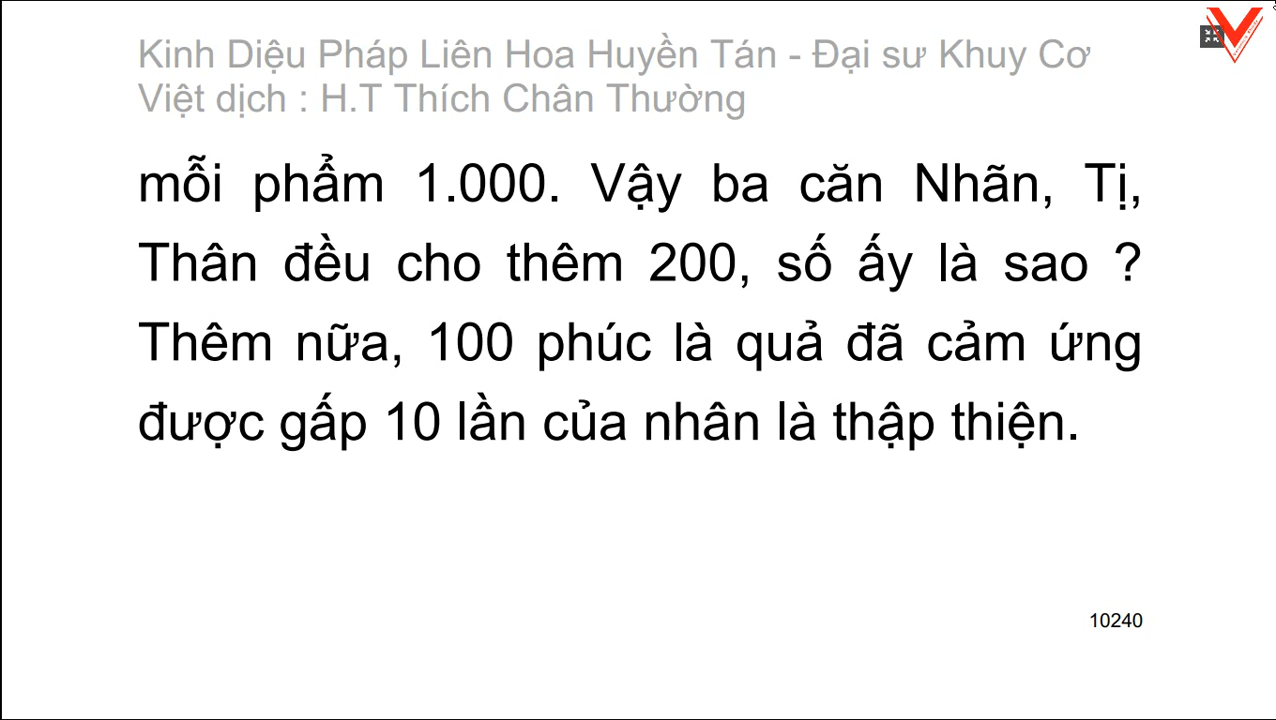 Kinh Diệu Pháp Liên Hoa Huyền Tán - Đại sư Khuy Cơ
Việt dịch : H.T Thích Chân Thường
mỗi phẩm 1.000. Vậy ba căn Nhãn, Tị,
Thân đều cho thêm 200, số ấy là sao ?
Thêm nữa, 100 phúc là quả đã cảm ứng
được gấp 10 lần của nhân là thập thiện.
10240